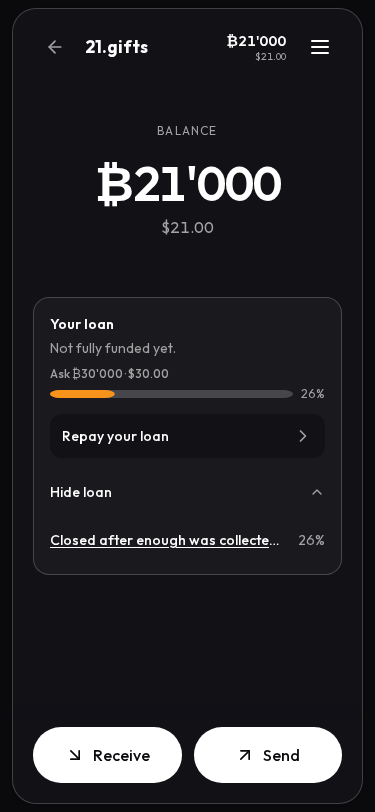 21.gifts
₿21'000
$21.00
BALANCE
₿21'000
$21.00
Your loan
Not fully funded yet.
Ask ₿30'000 · $30.00
26%
Repay your loan
Hide loan
Closed after enough was collecte... 26%
Receive
Send